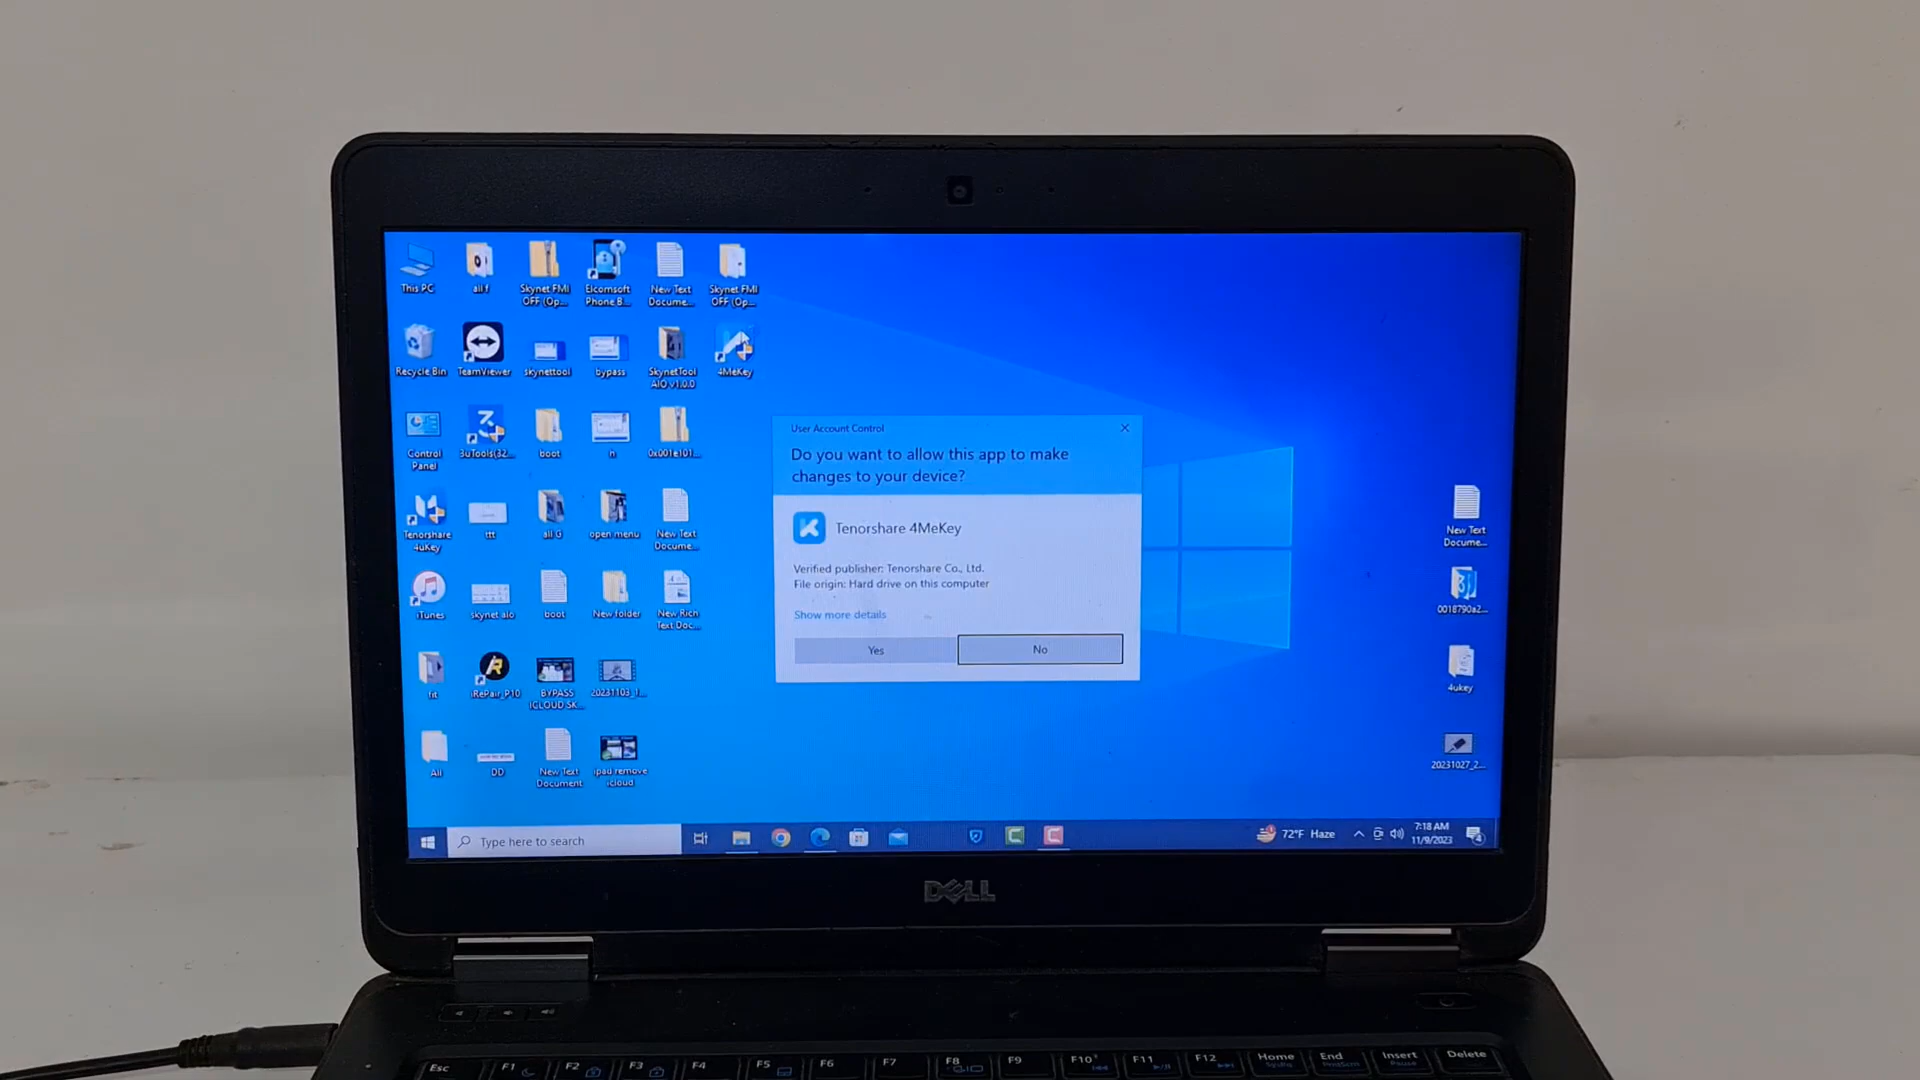 This PC
all f
Skynet FMI
OFF (Op...
Elcomsoft
Phone B...
New Text
Docume...
Skynet FMI
OFF (Op...
Recycle Bin
TeamViewer
skynettool
bypass
SkynetTool
AIO v1.0.0
4MeKey
Control
Panel
3uTools(32...
boot
n
0x001e101...
Tenorshare
4uKey
ttt
all G
open menu
New Text
Docume...
iTunes
skynet aio
boot
New folder
New Rich
Text Doc...
iRePair_P10
BYPASS
ICLOUD SK...
20231103_1...
All
DD
New Text
Document
ipad remove
icloud
User Account Control
Do you want to allow this app to make
changes to your device?
Tenorshare 4MeKey
Verified publisher: Tenorshare Co., Ltd.
File origin: Hard drive on this computer
Show more details
Yes
No
New Text
Docume...
0018790a2...
4ukey
20231027_2...
Type here to search
72°F Haze
7:18 AM
11/9/2023
DELL
Esc
F1
F2
F3
F4
F5
F6
F7
F8
F9
F10
F11
F12
Home
End
Insert
Delete